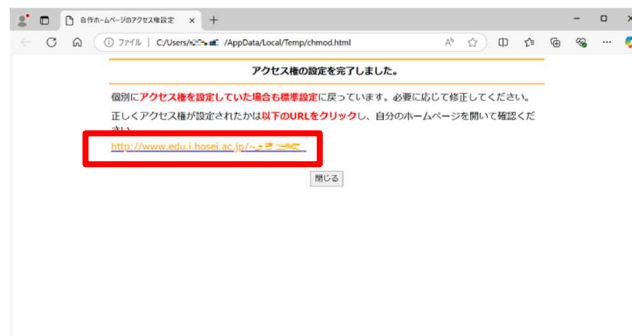 自作ホームページのアクセス権設定
ファイル | C:/Users/ /AppData/Local/Temp/chmod.html
アクセス権の設定を完了しました。
個別にアクセス権を設定していた場合も標準設定に戻っています。必要に応じて修正してください。
正しくアクセス権が設定されたかは以下のURLをクリックし、自分のホームページを開いて確認くだ
さい
http://www.edu.i.hosei.ac.jp/~
閉じる